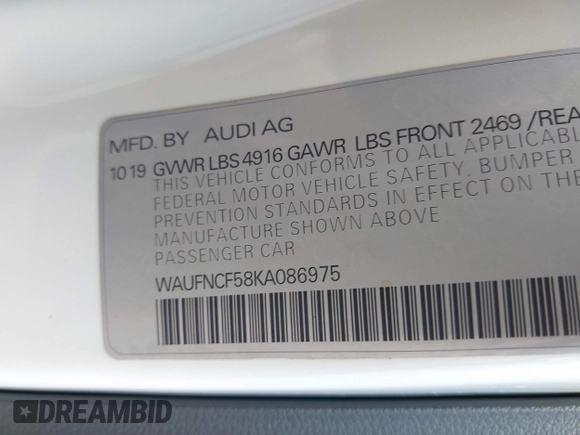 MFD. BY AUDI AG
10 19 GVWR LBS 4916 GAWR LBS FRONT 2469 /REA
THIS VEHICLE CONFORMS TO ALL APPLICABL
FEDERAL MOTOR VEHICLE SAFETY, BUMPER
PREVENTION STANDARDS IN EFFECT ON THE
MANUFACTURE SHOWN ABOVE
PASSENGER CAR
WAUFNCF58KA086975
DREAMBID